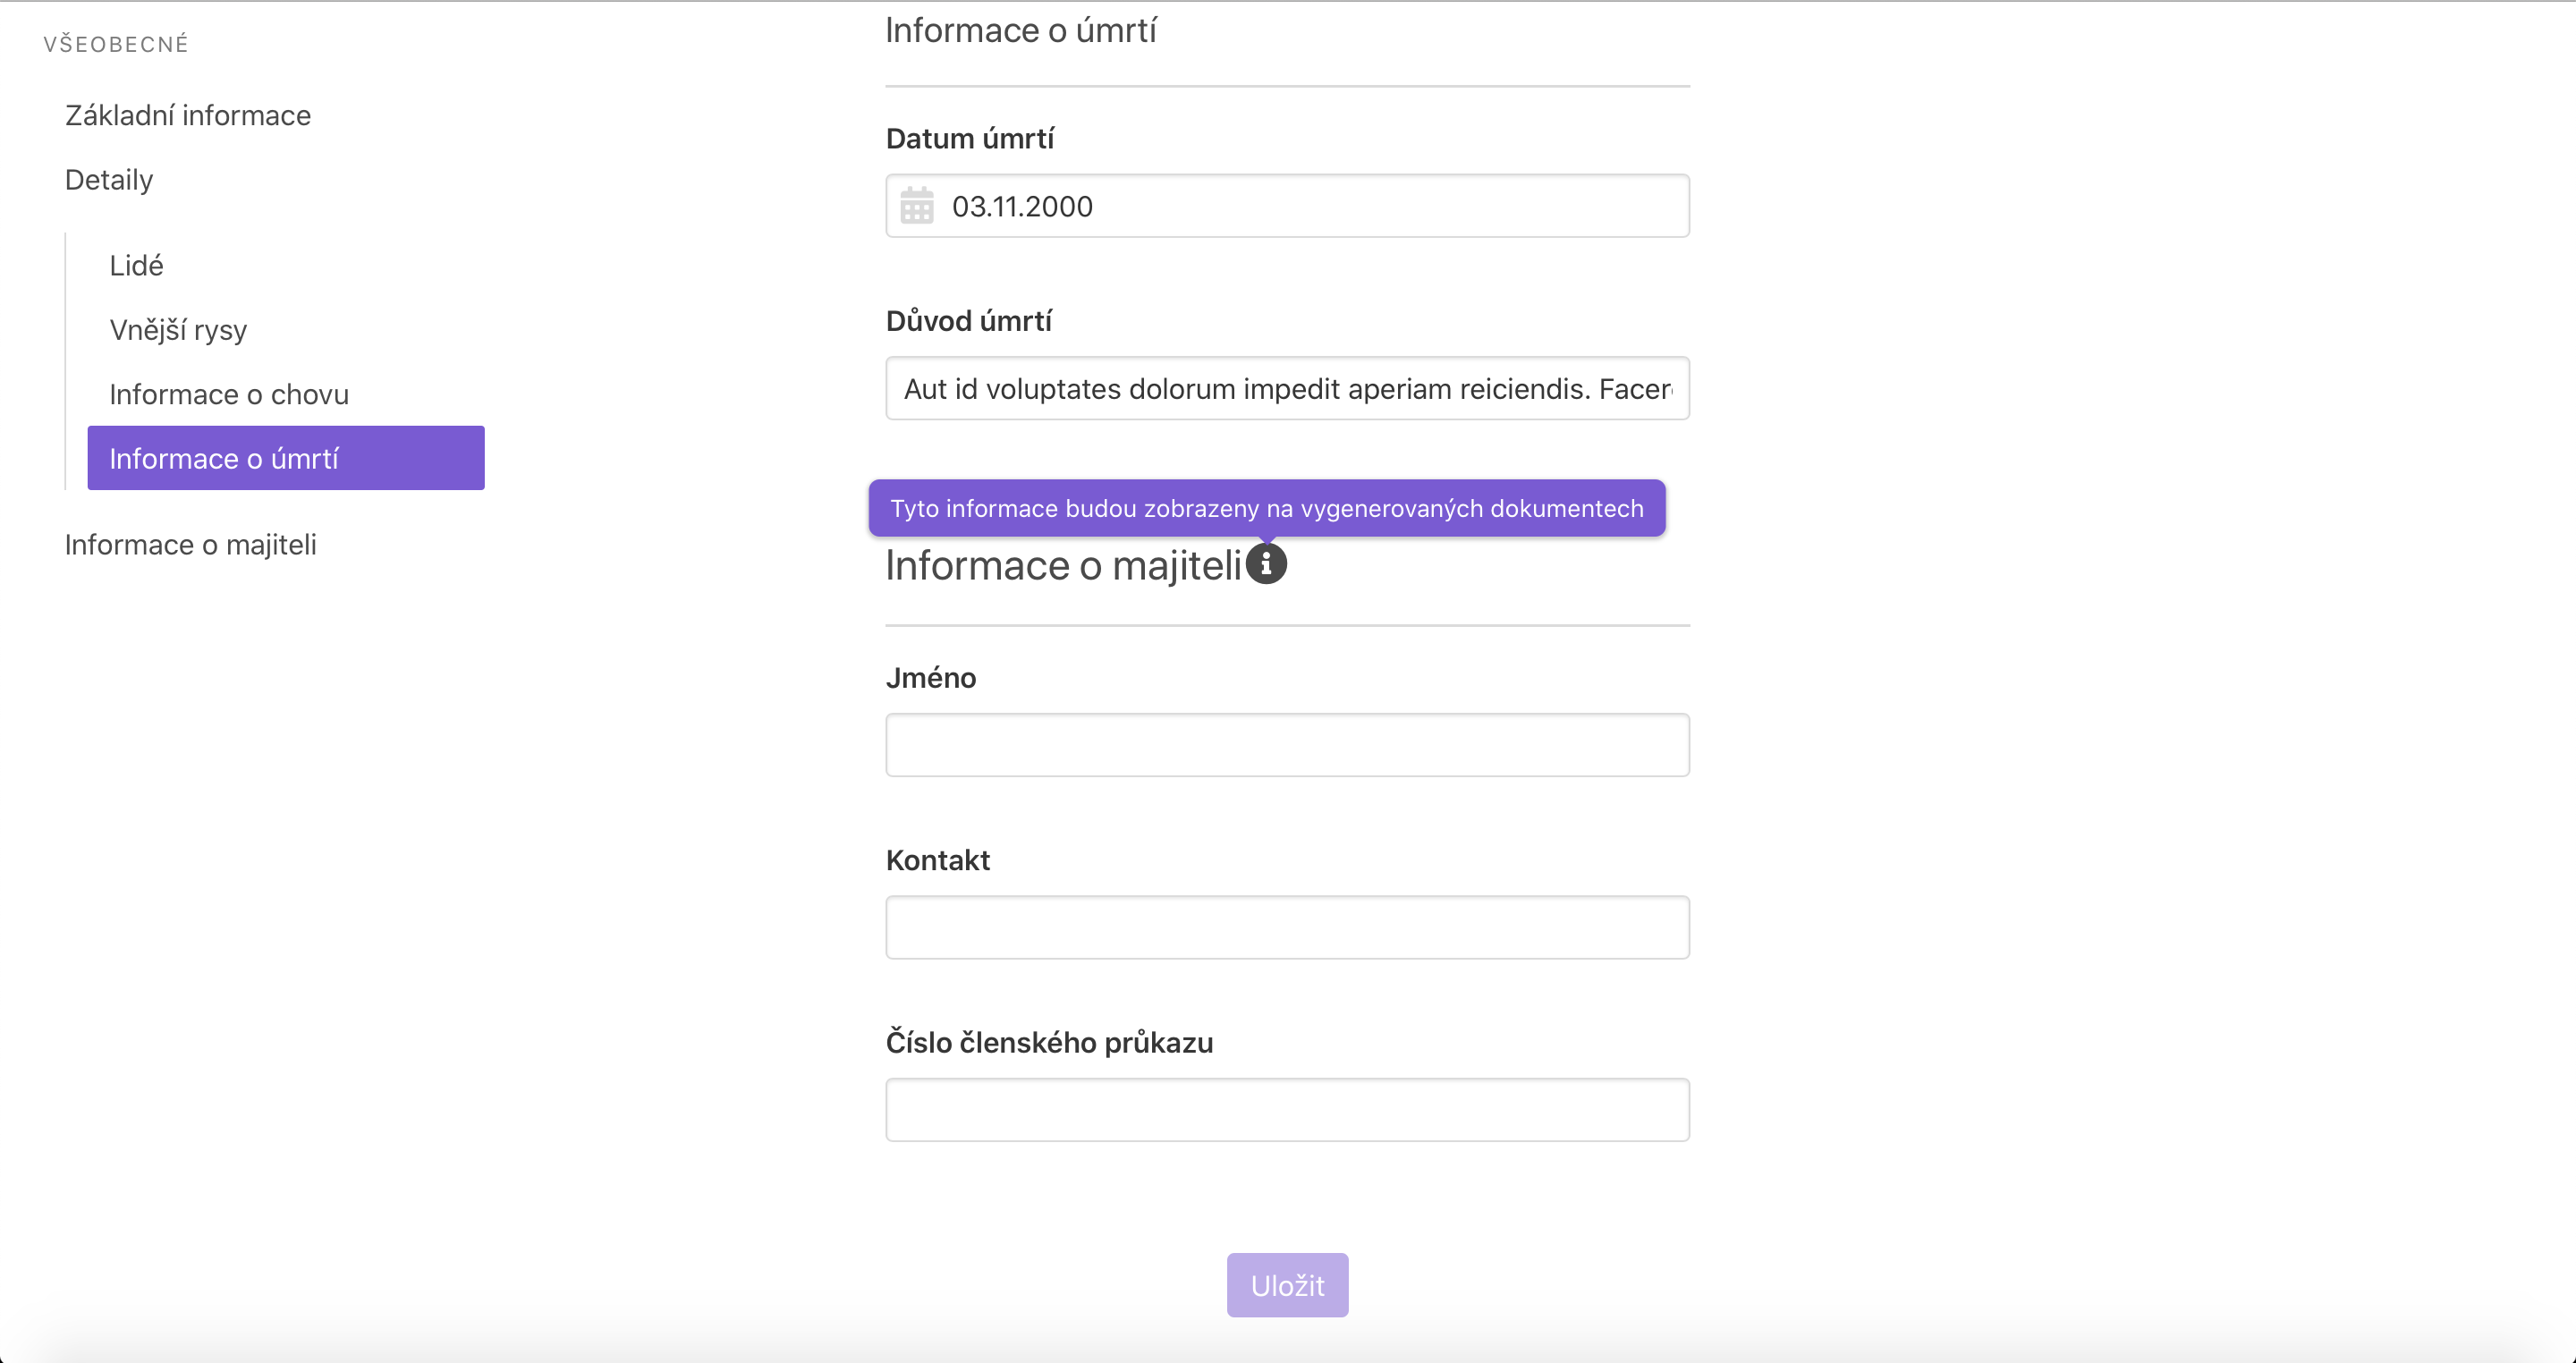 VŠEOBECNÉ
Základní informace
Detaily
Lidé
Vnější rysy
Informace o chovu
Informace o úmrtí
Informace o majiteli
Informace o úmrtí
Datum úmrtí
03.11.2000
Důvod úmrtí
Aut id voluptates dolorum impedit aperiam reiciendis. Facer
Tyto informace budou zobrazeny na vygenerovaných dokumentech
Informace o majiteli
Jméno
Kontakt
Číslo členského průkazu
Uložit